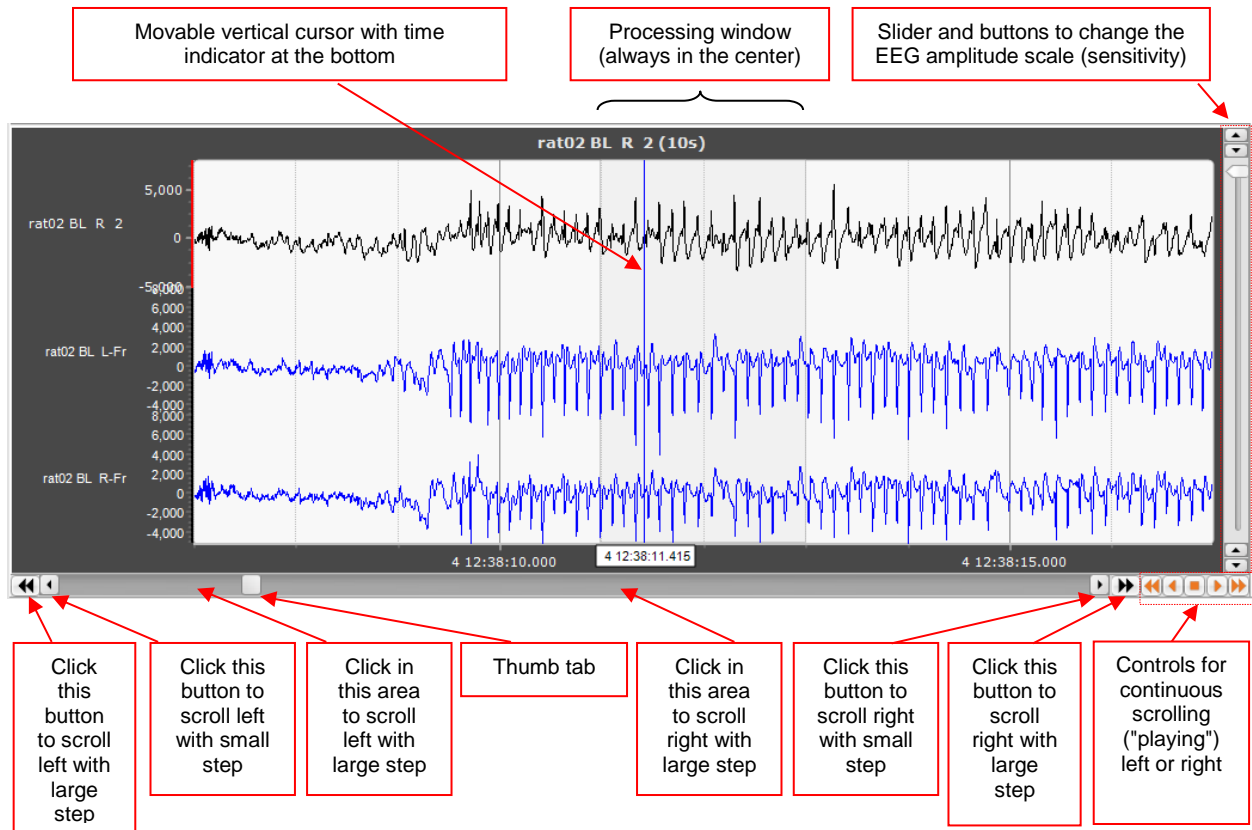 Movable vertical cursor with time
indicator at the bottom
Processing window
(always in the center)
Slider and buttons to change the
EEG amplitude scale (sensitivity)
rat02 BL R 2 (10s)
5,000
rat02 BL R 2
0
-5,000
8,000
6,000
4,000
rat02 BL L-Fr
2,000
0
-2,000
-4,000
8,000
6,000
4,000
rat02 BL R-Fr
2,000
0
-2,000
-4,000
4 12:38:10.000
4 12:38:11.415
4 12:38:15.000
Click
this
button
to scroll
left with
large
step
Click this
button to
scroll left
with small
step
Click in
this area
to scroll
left with
large step
Thumb tab
Click in
this area
to scroll
right with
large step
Click this
button to
scroll right
with small
step
Click this
button to
scroll
right with
large
step
Controls for
continuous
scrolling
("playing")
left or right